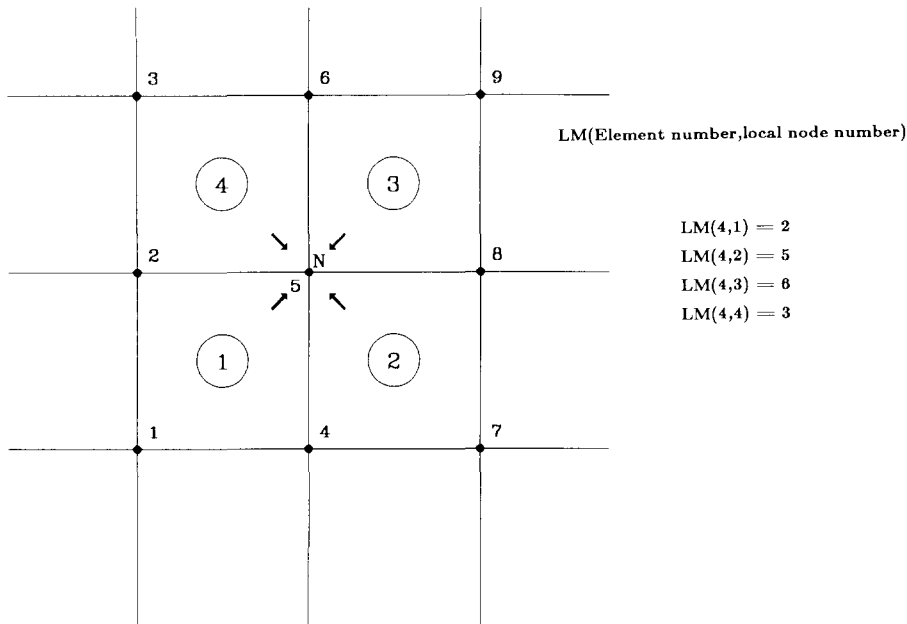 3 6 9
LM(Element number,local node number)
4 3
LM(4,1) = 2
2 N 8
LM(4,2) = 5
5
LM(4,3) = 6
LM(4,4) = 3
1 2
1 4 7